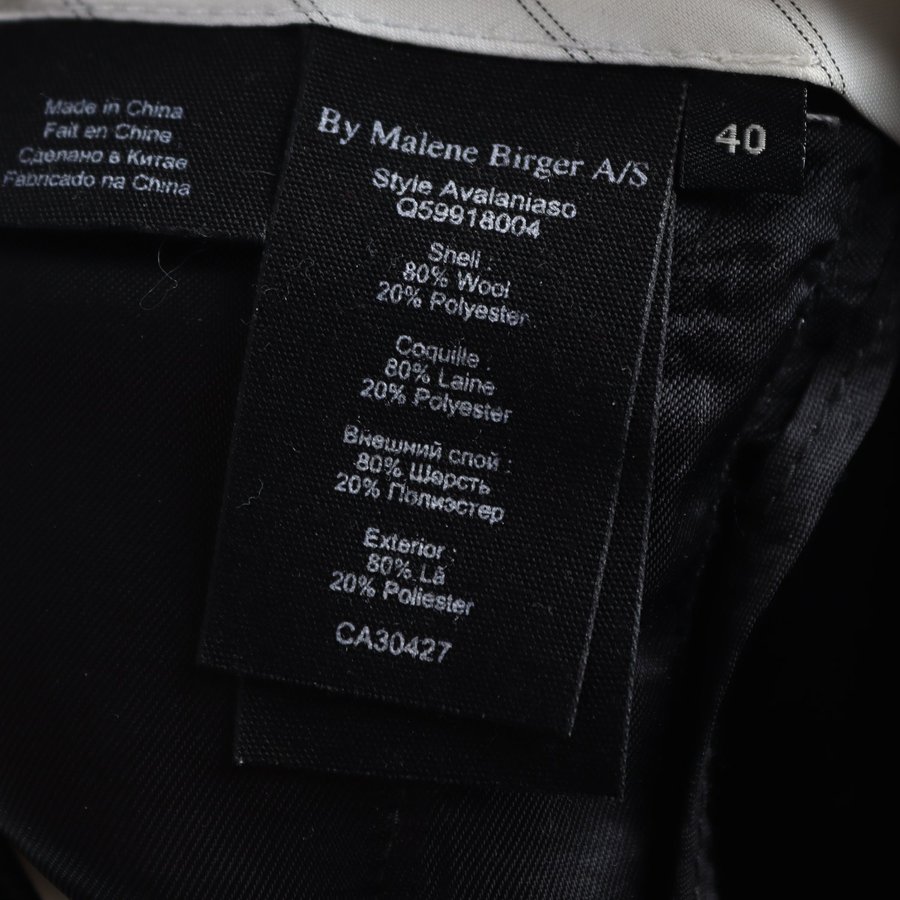 Made in China
Fait en Chine
Сделано в Китае
Fabricado na China
By Malene Birger A/S
Style Avalaniaso
Q59918004
Shell :
80% Wool
20% Polyester
Coquille :
80% Laine
20% Polyester
Внешний слой :
80% Шерсть
20% Полиэстер
Exterior :
80% Lã
20% Poliester
CA30427
40